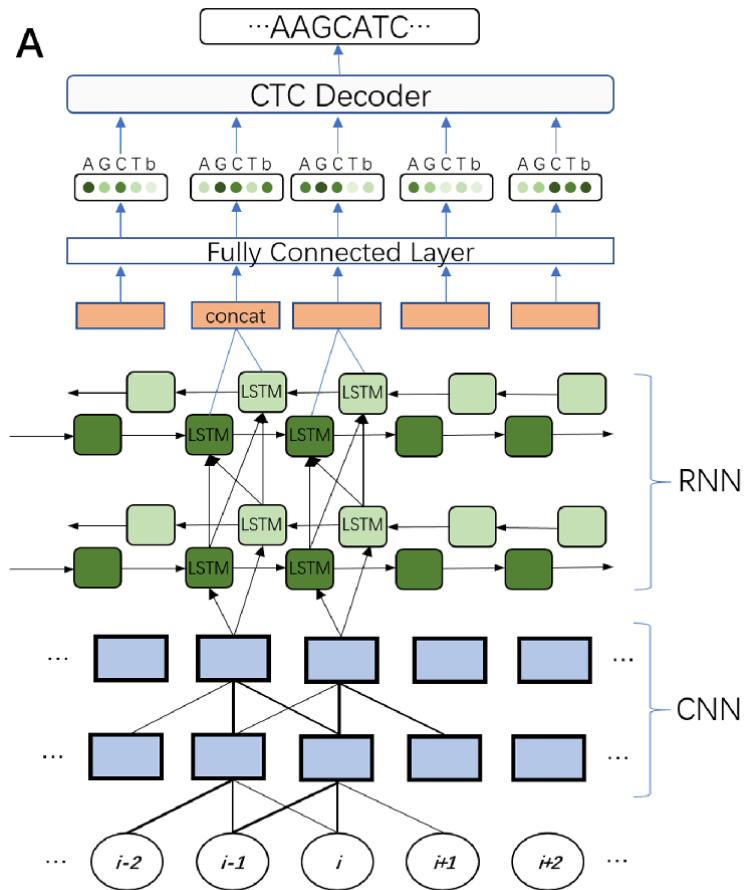 A
···AAGCATC···
CTC Decoder
A G C T b
A G C T b
A G C T b
A G C T b
A G C T b
Fully Connected Layer
concat
LSTM
LSTM
LSTM
LSTM
RNN
LSTM
LSTM
LSTM
LSTM
···
···
CNN
···
···
···
i-2
i-1
i
i+1
i+2
···